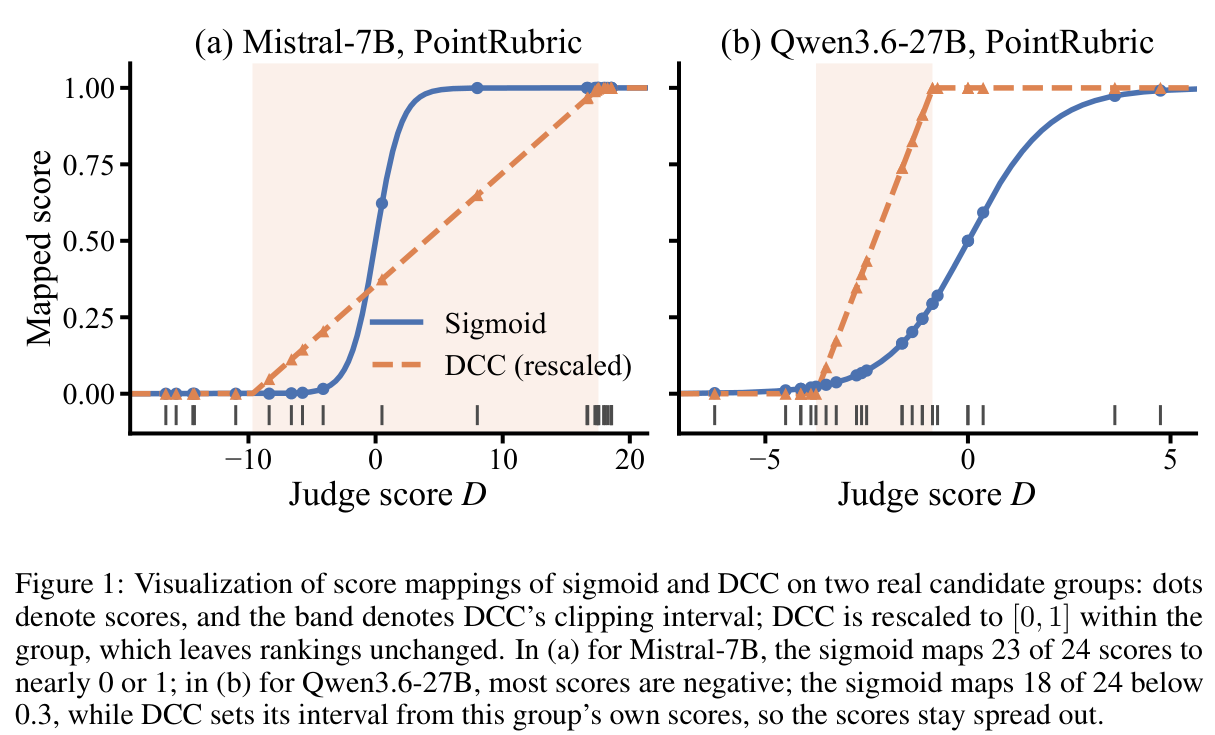 (a) Mistral-7B, PointRubric
(b) Qwen3.6-27B, PointRubric
Mapped score
1.00
0.75
0.50
0.25
0.00
Sigmoid
DCC (rescaled)
−10
0
10
20
−5
0
5
Judge score D
Judge score D
Figure 1: Visualization of score mappings of sigmoid and DCC on two real candidate groups: dots
denote scores, and the band denotes DCC's clipping interval; DCC is rescaled to [0, 1] within the
group, which leaves rankings unchanged. In (a) for Mistral-7B, the sigmoid maps 23 of 24 scores to
nearly 0 or 1; in (b) for Qwen3.6-27B, most scores are negative; the sigmoid maps 18 of 24 below
0.3, while DCC sets its interval from this group's own scores, so the scores stay spread out.